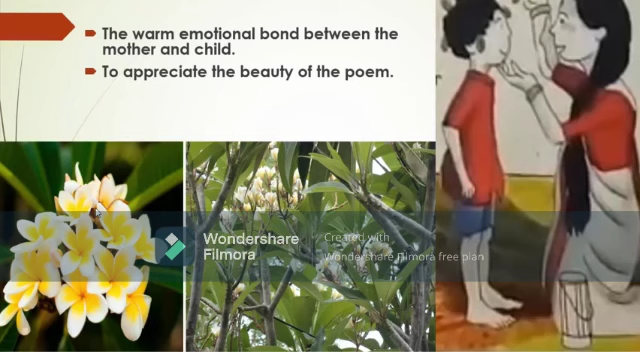 The warm emotional bond between the
mother and child.
To appreciate the beauty of the poem.
Wondershare
Filmora
Created with
Wondershare Filmora free plan